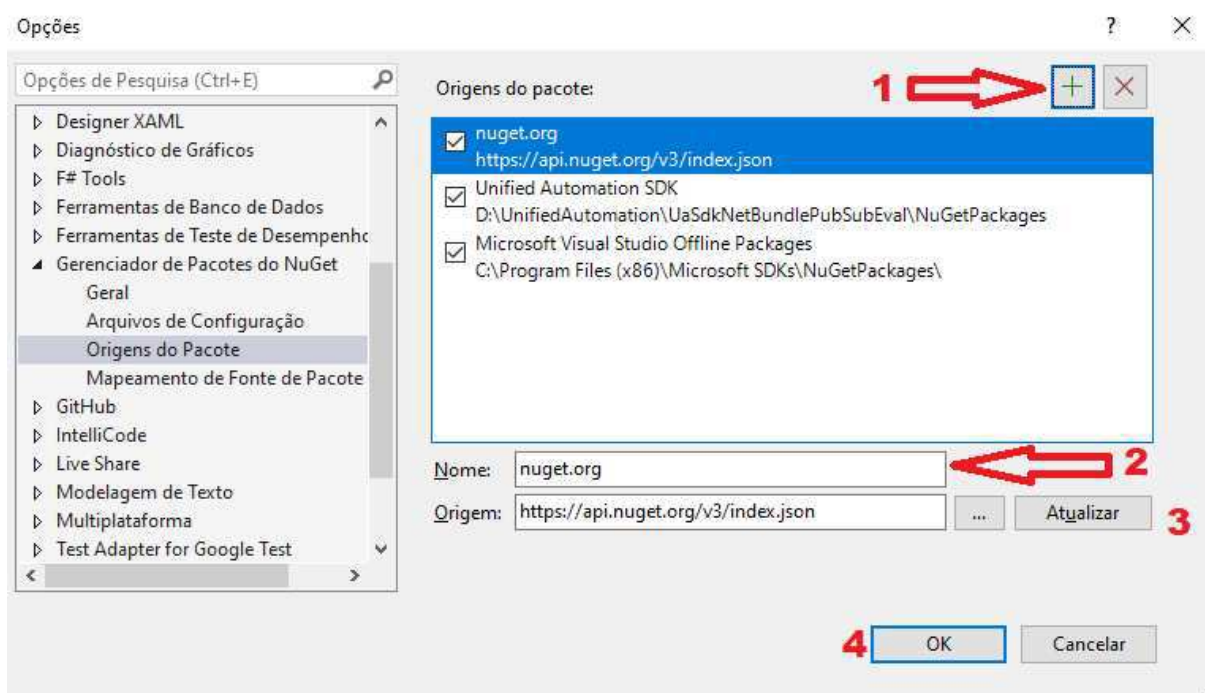 Opções
?
Opções de Pesquisa (Ctrl+E)
Designer XAML
Diagnóstico de Gráficos
F# Tools
Ferramentas de Banco de Dados
Ferramentas de Teste de Desempenho
Gerenciador de Pacotes do NuGet
Geral
Arquivos de Configuração
Origens do Pacote
Mapeamento de Fonte de Pacote
GitHub
IntelliCode
Live Share
Modelagem de Texto
Multiplataforma
Test Adapter for Google Test
Origens do pacote:
1
nuget.org
https://api.nuget.org/v3/index.json
Unified Automation SDK
D:\UnifiedAutomation\UaSdkNetBundlePubSubEval\NuGetPackages
Microsoft Visual Studio Offline Packages
C:\Program Files (x86)\Microsoft SDKs\NuGetPackages\
Nome: nuget.org 2
Origem: https://api.nuget.org/v3/index.json ... Atualizar 3
4 OK Cancelar